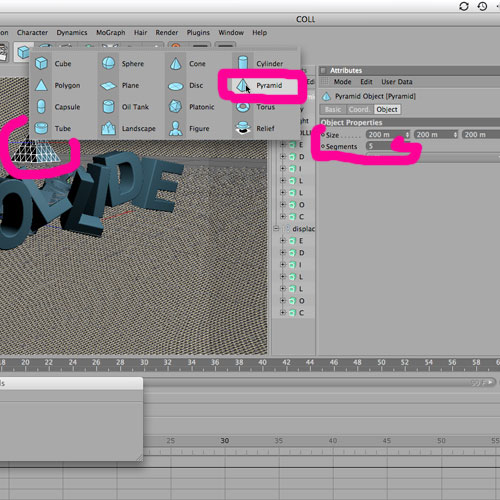 COLL
Character Dynamics MoGraph Hair Render Plugins Window Help
Cube Sphere Cone Cylinder
Polygon Plane Disc Pyramid
Capsule Oil Tank Platonic Torus
Tube Landscape Figure Relief
Attributes
Mode Edit User Data
Pyramid Object [Pyramid]
Basic Coord. Object
Object Properties
Size . . . . . . 200 m 200 m 200 m
Segments 5
COLLIDE
E
D
I
L
L
O
C
displac
E
D
I
L
L
O
C
18 20 22 24 26 28 30 32 34 36 38 40 42 44 46 48 50 52 54 56
25 30 35 40 45 50 55